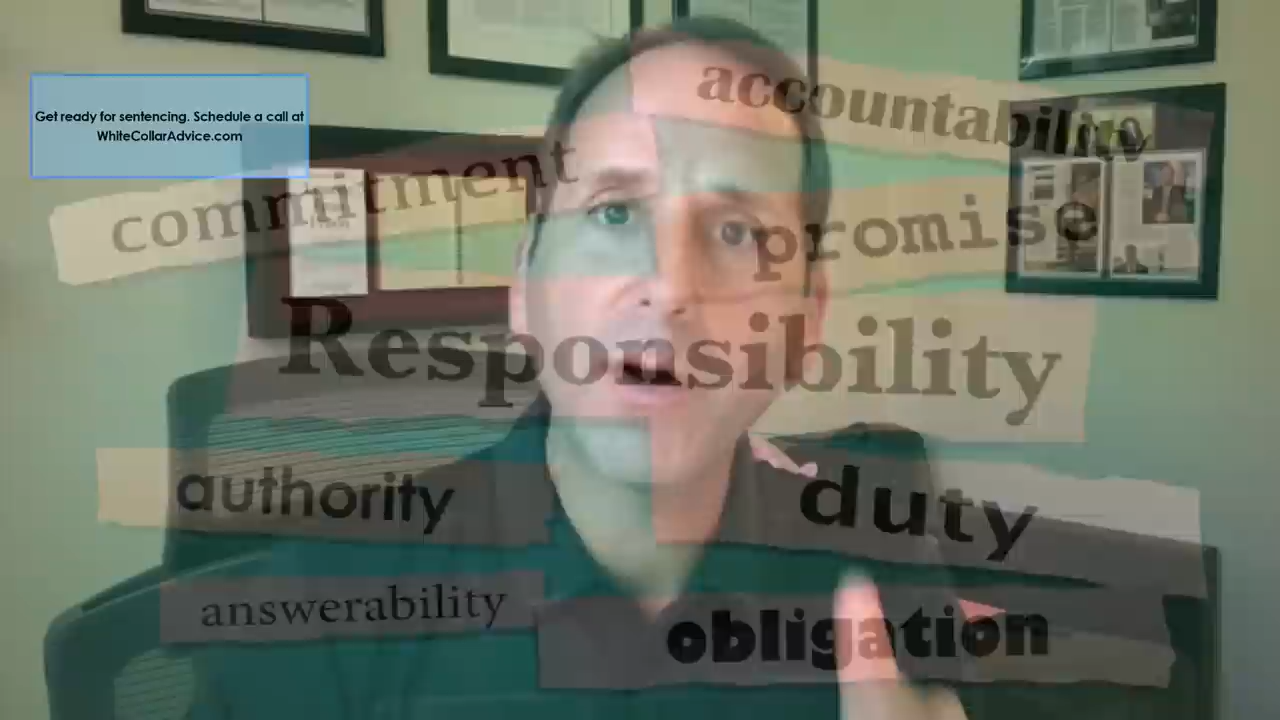 Get ready for sentencing. Schedule a call at
WhiteCollarAdvice.com
accountability
commitment
promise
Responsibility
authority
duty
answerability
obligation